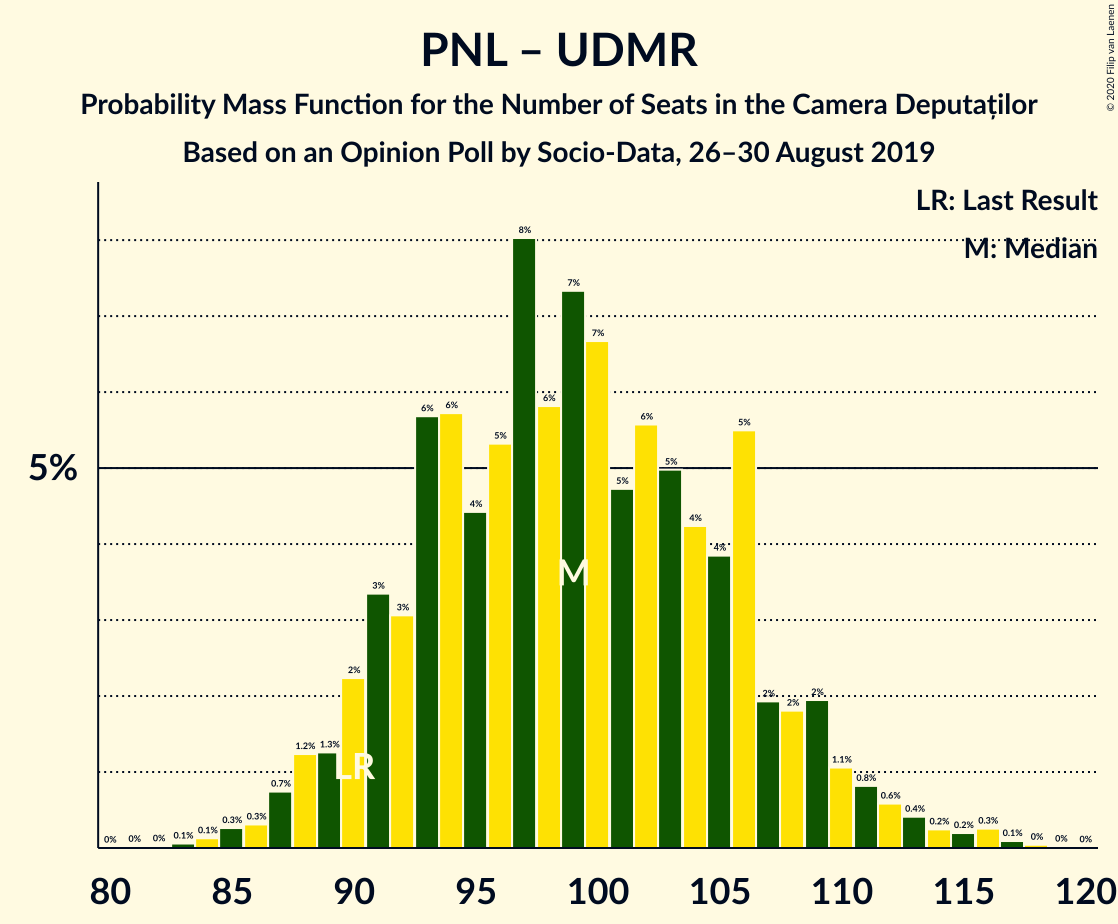 PNL – UDMR
Probability Mass Function for the Number of Seats in the Camera Deputaților
Based on an Opinion Poll by Socio-Data, 26–30 August 2019
© 2020 Filip van Laenen
LR: Last Result
M: Median
5%
0% 0% 0% 0.1% 0.1% 0.3% 0.3% 0.7% 1.2% 1.3% 2% 3% 3% 6% 6% 4% 5% 8% 6% 7% 7% 5% 6% 5% 4% 4% 5% 2% 2% 2% 1.1% 0.8% 0.6% 0.4% 0.2% 0.2% 0.3% 0.1% 0% 0% 0%
LR
M
80 85 90 95 100 105 110 115 120